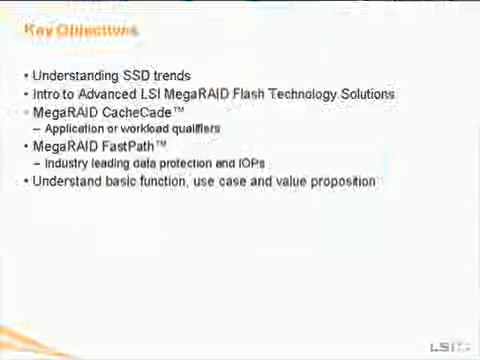 Key Objectives
• Understanding SSD trends
• Intro to Advanced LSI MegaRAID Flash Technology Solutions
• MegaRAID CacheCade™
– Application or workload qualifiers
• MegaRAID FastPath™
– Industry leading data protection and IOPs
• Understand basic function, use case and value proposition
LSI